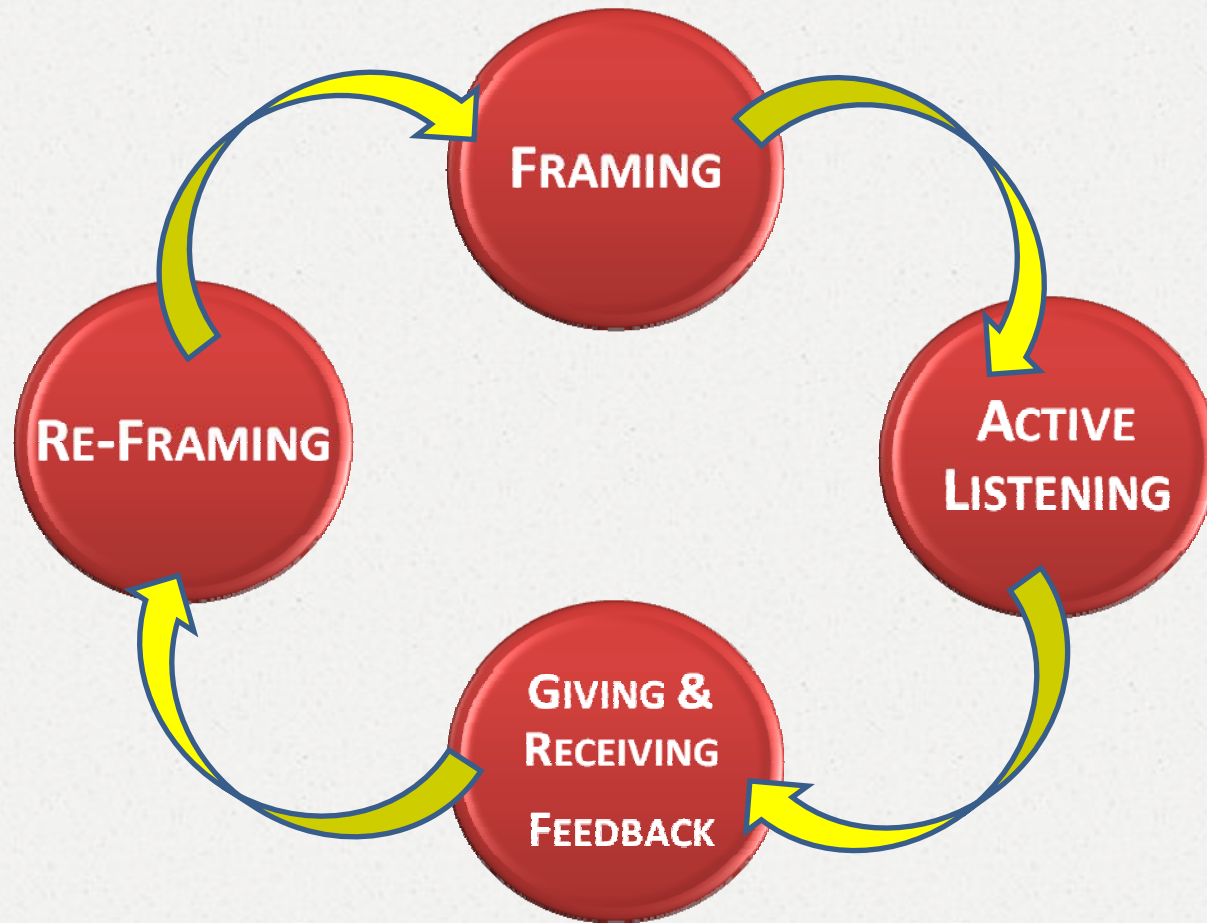 FRAMING
ACTIVE
LISTENING
GIVING &
RECEIVING
FEEDBACK
RE-FRAMING